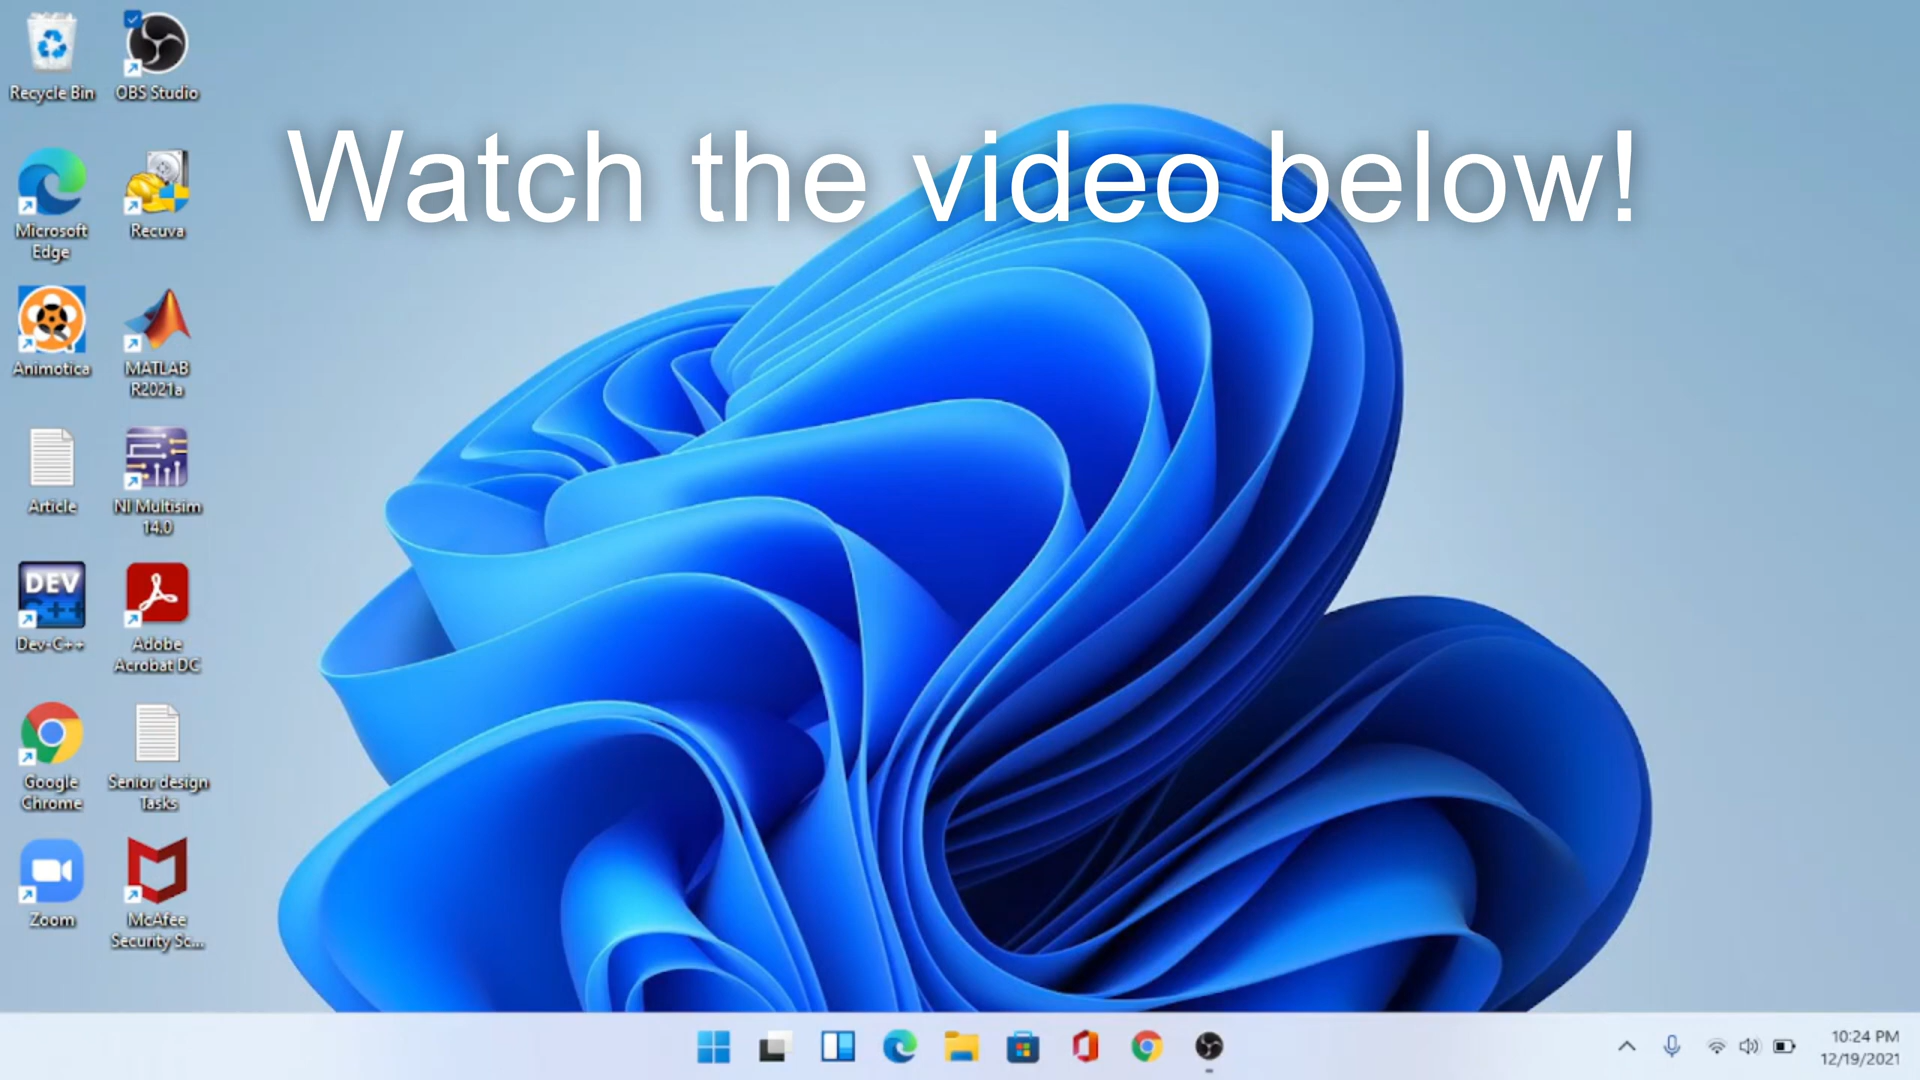 Watch the video below!
Recycle Bin
OBS Studio
Microsoft
Edge
Recuva
Animotica
MATLAB
R2021a
Article
NI Multisim
14.0
DEV
C++
Dev-C++
Adobe
Acrobat DC
Google
Chrome
Senior design
Tasks
Zoom
McAfee
Security Sc...
10:24 PM
12/19/2021